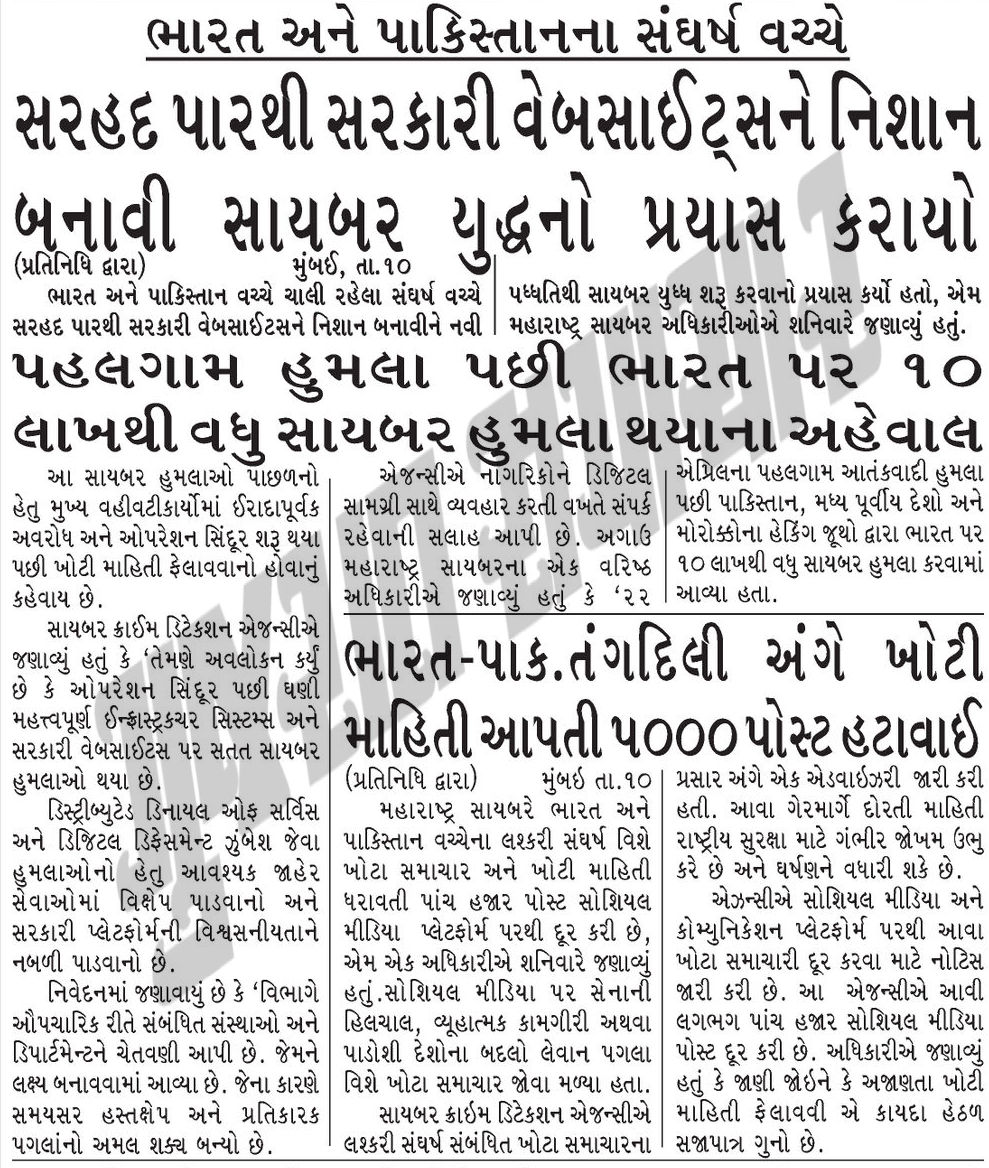 ભારત અને પાકિસ્તાનના સંઘર્ષ વચ્ચે
સરહદ પારથી સરકારી વેબસાઈટ્સને નિશાન
બનાવી સાયબર યુદ્ધનો પ્રયાસ કરાયો
(પ્રતિનિધિ દ્વારા) મુંબઈ, તા.૧૦
ભારત અને પાકિસ્તાન વચ્ચે ચાલી રહેલા સંઘર્ષ વચ્ચે
સરહદ પારથી સરકારી વેબસાઈટસને નિશાન બનાવીને નવી
પધ્ધતિથી સાયબર યુધ્ધ શરૂ કરવાનો પ્રયાસ કર્યો હતો, એમ
મહારાષ્ટ્ર સાયબર અધિકારીઓએ શનિવારે જણાવ્યું હતું.
પહલગામ હુમલા પછી ભારત પર ૧૦
લાખથી વધુ સાયબર હુમલા થયાના અહેવાલ
આ સાયબર હુમલાઓ પાછળનો
હેતુ મુખ્ય વહીવટીકાર્યોમાં ઈરાદાપૂર્વક
અવરોધ અને ઓપરેશન સિંદૂર શરૂ થયા
પછી ખોટી માહિતી ફેલાવવાનો હોવાનું
કહેવાય છે.
સાયબર ક્રાઈમ ડિટેકશન એજન્સીએ
જણાવ્યું હતું કે ‘તેમણે અવલોકન કર્યું
છે કે ઓપરેશન સિંદૂર પછી ઘણી
મહત્ત્વપૂર્ણ ઈન્ફ્રાસ્ટ્રકચર સિસ્ટમ્સ અને
સરકારી વેબસાઈટસ પર સતત સાયબર
હુમલાઓ થયા છે.
ડિસ્ટ્રીબ્યુટેડ ડિનાયલ ઓફ સર્વિસ
અને ડિજિટલ ડિફેસમેન્ટ ઝુંબેશ જેવા
હુમલાઓનો હેતુ આવશ્યક જાહેર
સેવાઓમાં વિક્ષેપ પાડવાનો અને
સરકારી પ્લેટફોર્મની વિશ્વસનીયતાને
નબળી પાડવાનો છે.
નિવેદનમાં જણાવાયું છે કે ‘વિભાગે
ઔપચારિક રીતે સંબંધિત સંસ્થાઓ અને
ડિપાર્ટમેન્ટને ચેતવણી આપી છે. જેમને
લક્ષ્ય બનાવવામાં આવ્યા છે. જેના કારણે
સમયસર હસ્તક્ષેપ અને પ્રતિકારક
પગલાંનો અમલ શક્ય બન્યો છે.
એજન્સીએ નાગરિકોને ડિજિટલ
સામગ્રી સાથે વ્યવહાર કરતી વખતે સંપર્ક
રહેવાની સલાહ આપી છે. અગાઉ
મહારાષ્ટ્ર સાયબરના એક વરિષ્ઠ
અધિકારીએ જણાવ્યું હતું કે ‘૨૨
એપ્રિલના પહલગામ આતંકવાદી હુમલા
પછી પાકિસ્તાન, મધ્ય પૂર્વીય દેશો અને
મોરોક્કોના હેકિંગ જૂથો દ્વારા ભારત પર
૧૦ લાખથી વધુ સાયબર હુમલા કરવામાં
આવ્યા હતા.
ભારત-પાક.તંગદિલી અંગે ખોટી
માહિતી આપતી ૫૦૦૦ પોસ્ટ હટાવાઈ
(પ્રતિનિધિ દ્વારા) મુંબઈ તા.૧૦
મહારાષ્ટ્ર સાયબરે ભારત અને
પાકિસ્તાન વચ્ચેના લશ્કરી સંઘર્ષ વિશે
ખોટા સમાચાર અને ખોટી માહિતી
ધરાવતી પાંચ હજાર પોસ્ટ સોશિયલ
મીડિયા પ્લેટફોર્મ પરથી દૂર કરી છે,
એમ એક અધિકારીએ શનિવારે જણાવ્યું
હતું.સોશિયલ મીડિયા પર સેનાની
હિલચાલ, વ્યૂહાત્મક કામગીરી અથવા
પાડોશી દેશોના બદલો લેવાન પગલા
વિશે ખોટા સમાચાર જોવા મળ્યા હતા.
સાયબર ક્રાઇમ ડિટેકશન એજન્સીએ
લશ્કરી સંઘર્ષ સંબંધિત ખોટા સમાચારના
પ્રસાર અંગે એક એડવાઈઝરી જારી કરી
હતી. આવા ગેરમાર્ગે દોરતી માહિતી
રાષ્ટ્રીય સુરક્ષા માટે ગંભીર જોખમ ઉભુ
કરે છે અને ઘર્ષણને વધારી શકે છે.
એઝન્સીએ સોશિયલ મીડિયા અને
કોમ્યુનિકેશન પ્લેટફોર્મ પરથી આવા
ખોટા સમાચારી દૂર કરવા માટે નોટિસ
જારી કરી છે. આ એજન્સીએ આવી
લગભગ પાંચ હજાર સોશિયલ મીડિયા
પોસ્ટ દૂર કરી છે. અધિકારીએ જણાવ્યું
હતું કે જાણી જોઇને કે અજાણતા ખોટી
માહિતી ફેલાવવી એ કાયદા હેઠળ
સજાપાત્ર ગુનો છે.